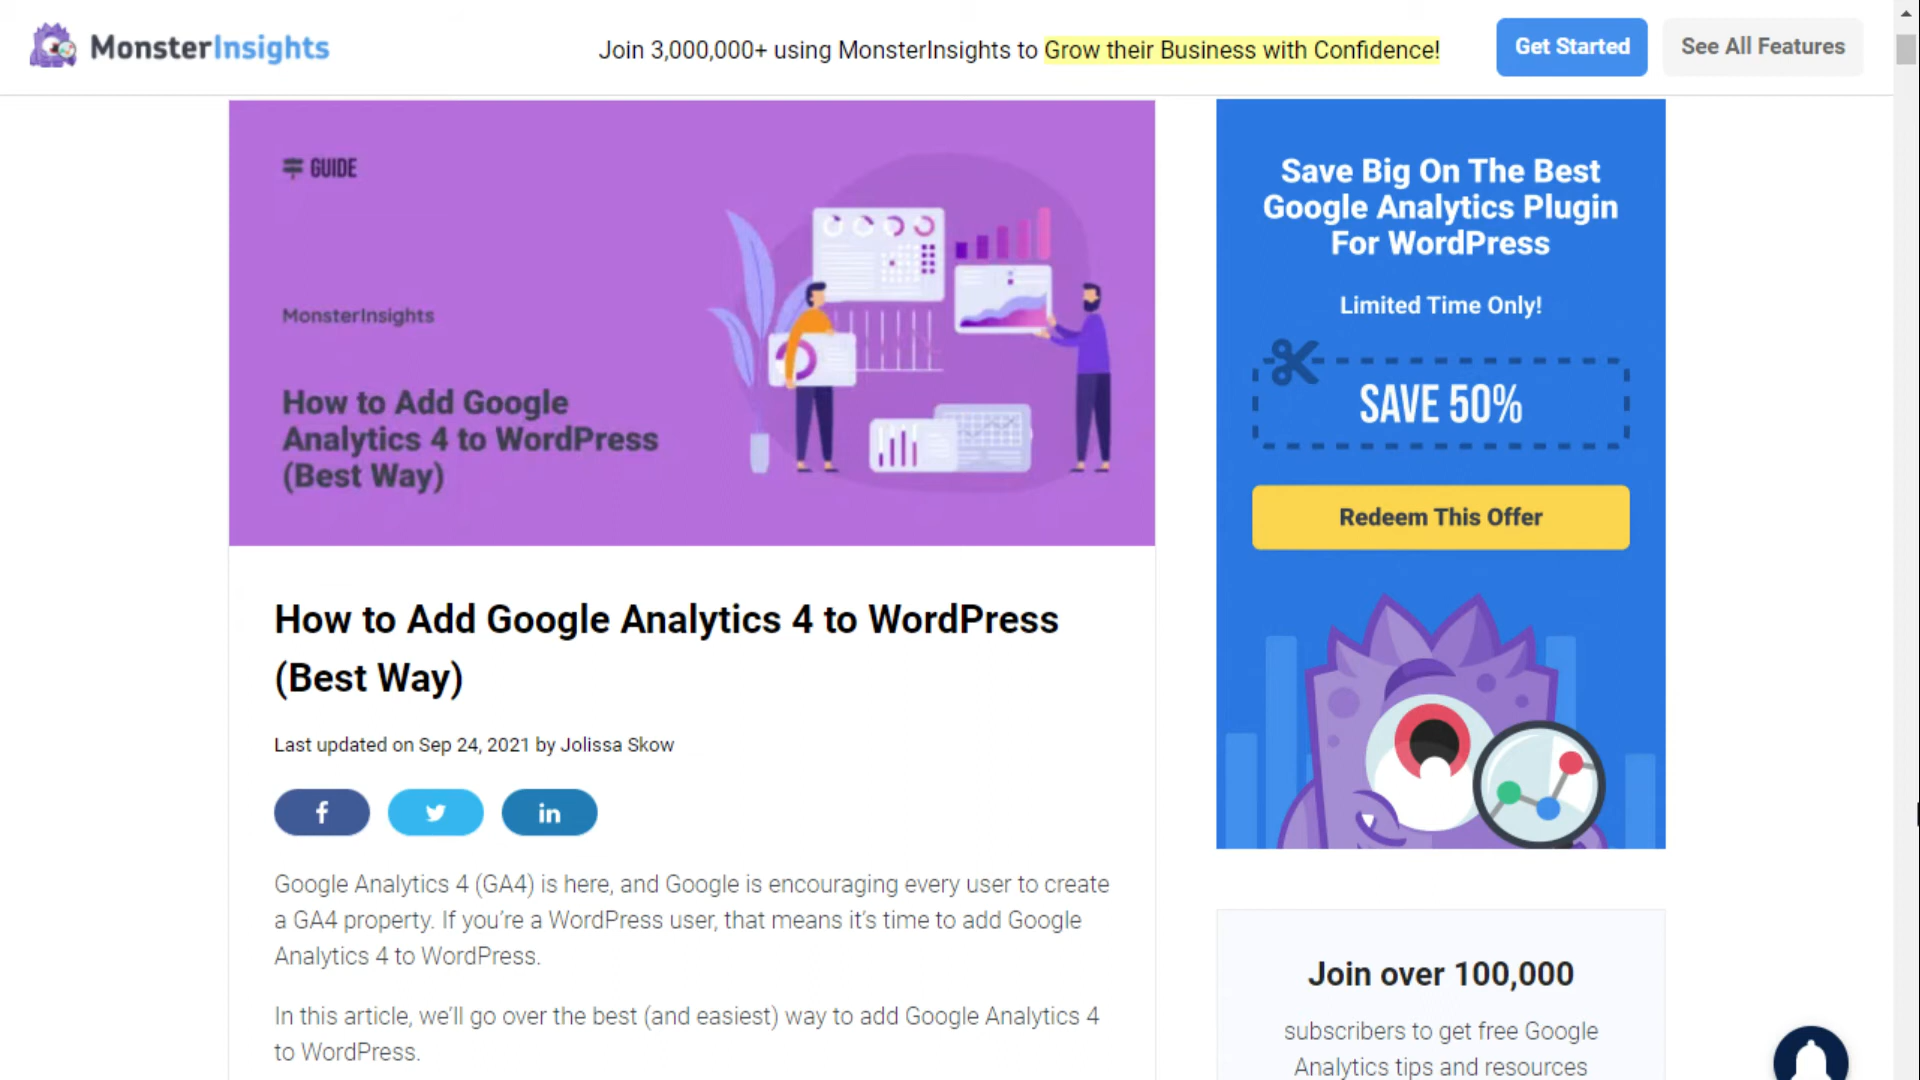 MonsterInsights
Join 3,000,000+ using MonsterInsights to Grow their Business with Confidence!
Get Started
See All Features
GUIDE
MonsterInsights
How to Add Google
Analytics 4 to WordPress
(Best Way)
How to Add Google Analytics 4 to WordPress
(Best Way)
Last updated on Sep 24, 2021 by Jolissa Skow
f
in
Google Analytics 4 (GA4) is here, and Google is encouraging every user to create
a GA4 property. If you’re a WordPress user, that means it’s time to add Google
Analytics 4 to WordPress.
In this article, we’ll go over the best (and easiest) way to add Google Analytics 4
to WordPress.
Save Big On The Best
Google Analytics Plugin
For WordPress
Limited Time Only!
SAVE 50%
Redeem This Offer
Join over 100,000
subscribers to get free Google
Analytics tips and resources